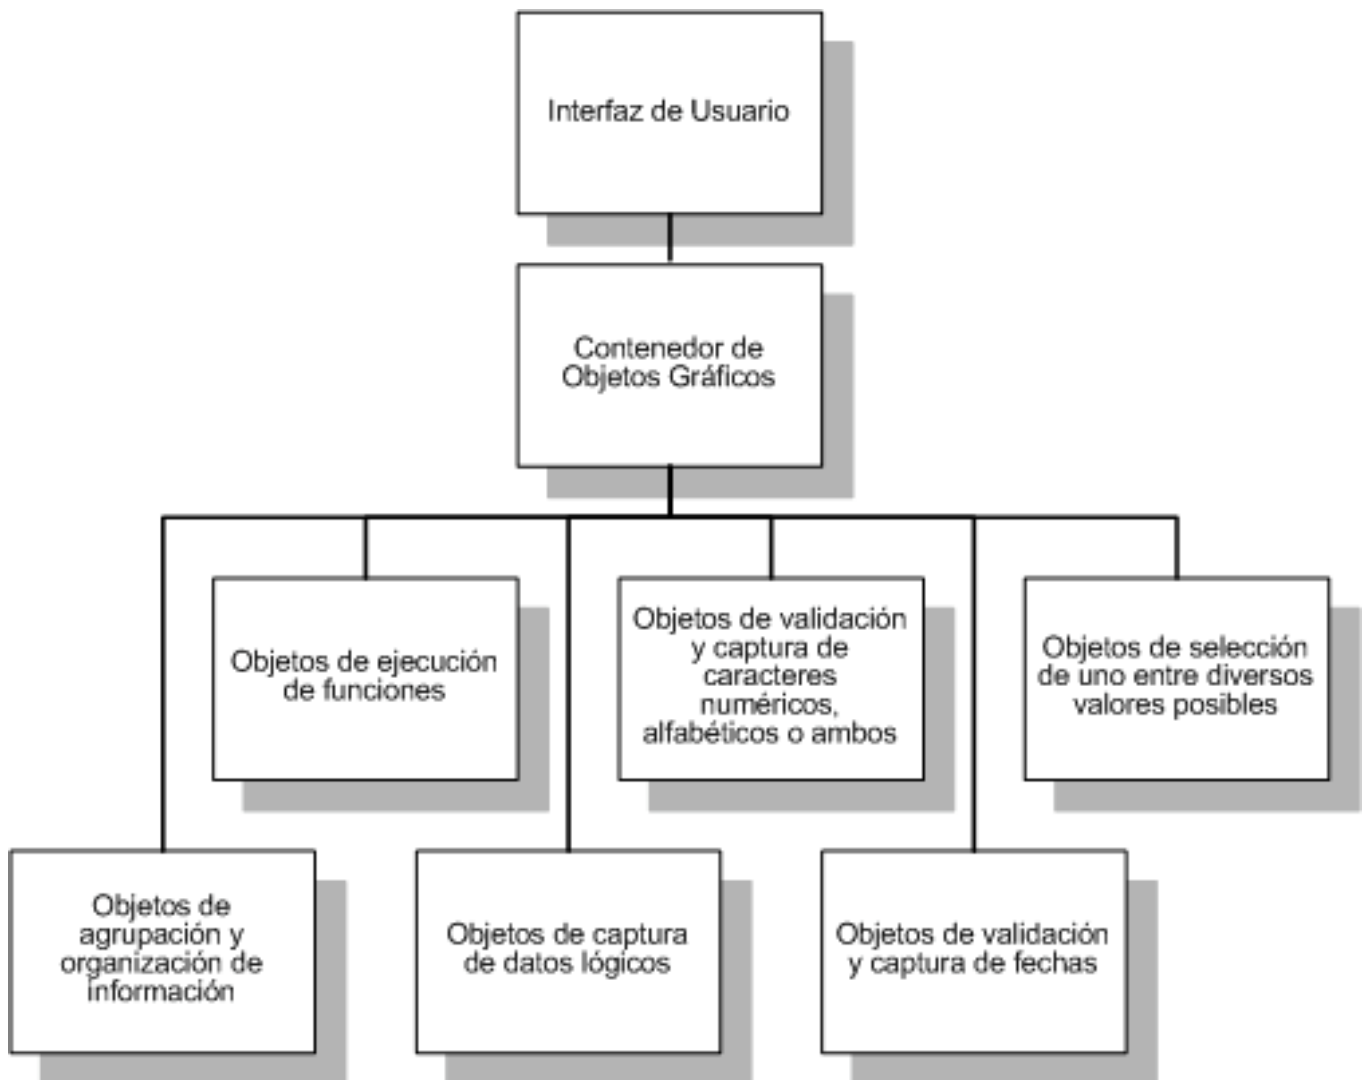 Interfaz de Usuario
Contenedor de
Objetos Gráficos
Objetos de ejecución
de funciones
Objetos de validación
y captura de
caracteres
numéricos,
alfabéticos o ambos
Objetos de selección
de uno entre diversos
valores posibles
Objetos de
agrupación y
organización de
información
Objetos de captura
de datos lógicos
Objetos de validación
y captura de fechas